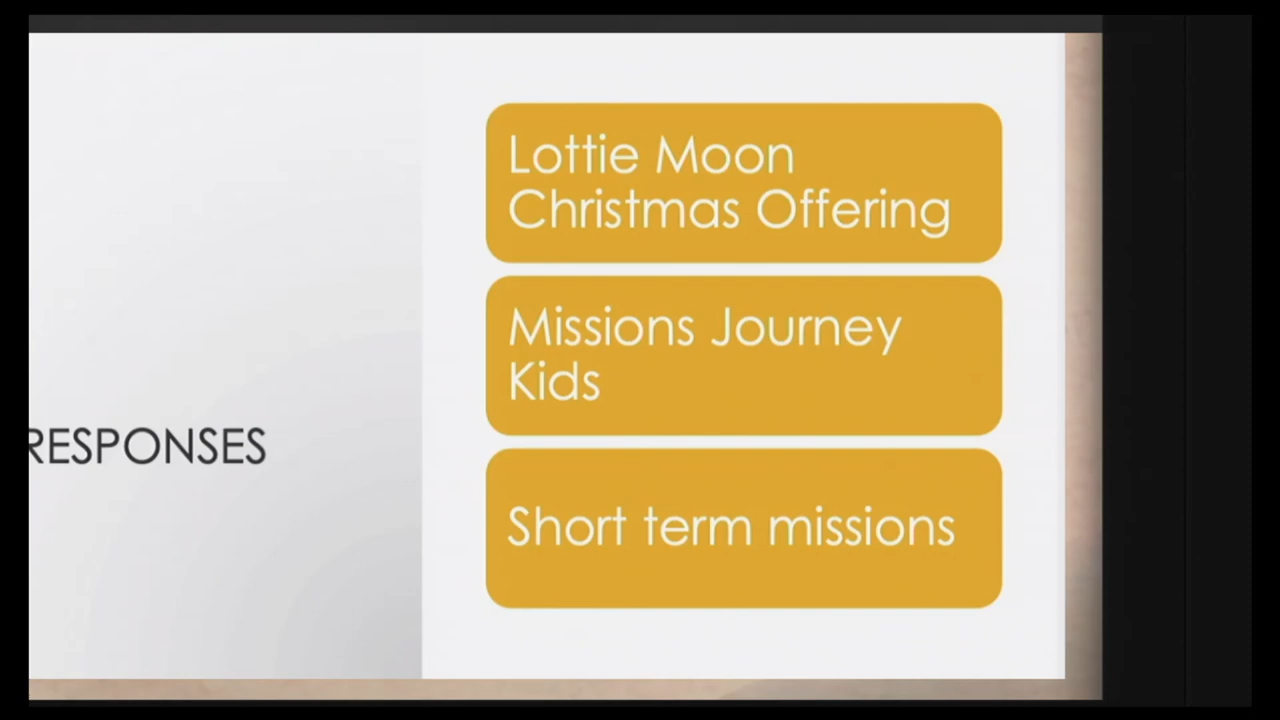 RESPONSES
Lottie Moon
Christmas Offering
Missions Journey
Kids
Short term missions